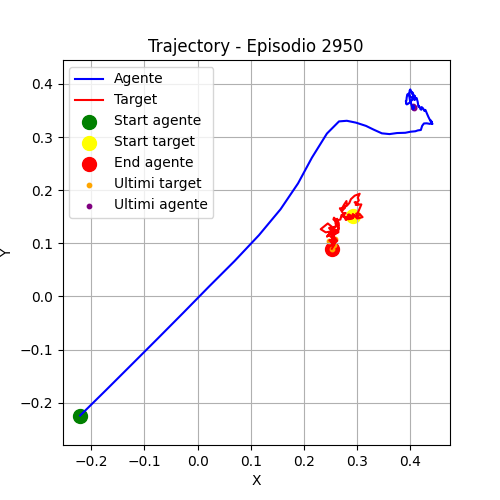 Trajectory - Episodio 2950
Agente
Target
Start agente
Start target
End agente
Ultimi target
Ultimi agente
Y
0.4
0.3
0.2
0.1
0.0
−0.1
−0.2
−0.2
−0.1
0.0
0.1
0.2
0.3
0.4
X